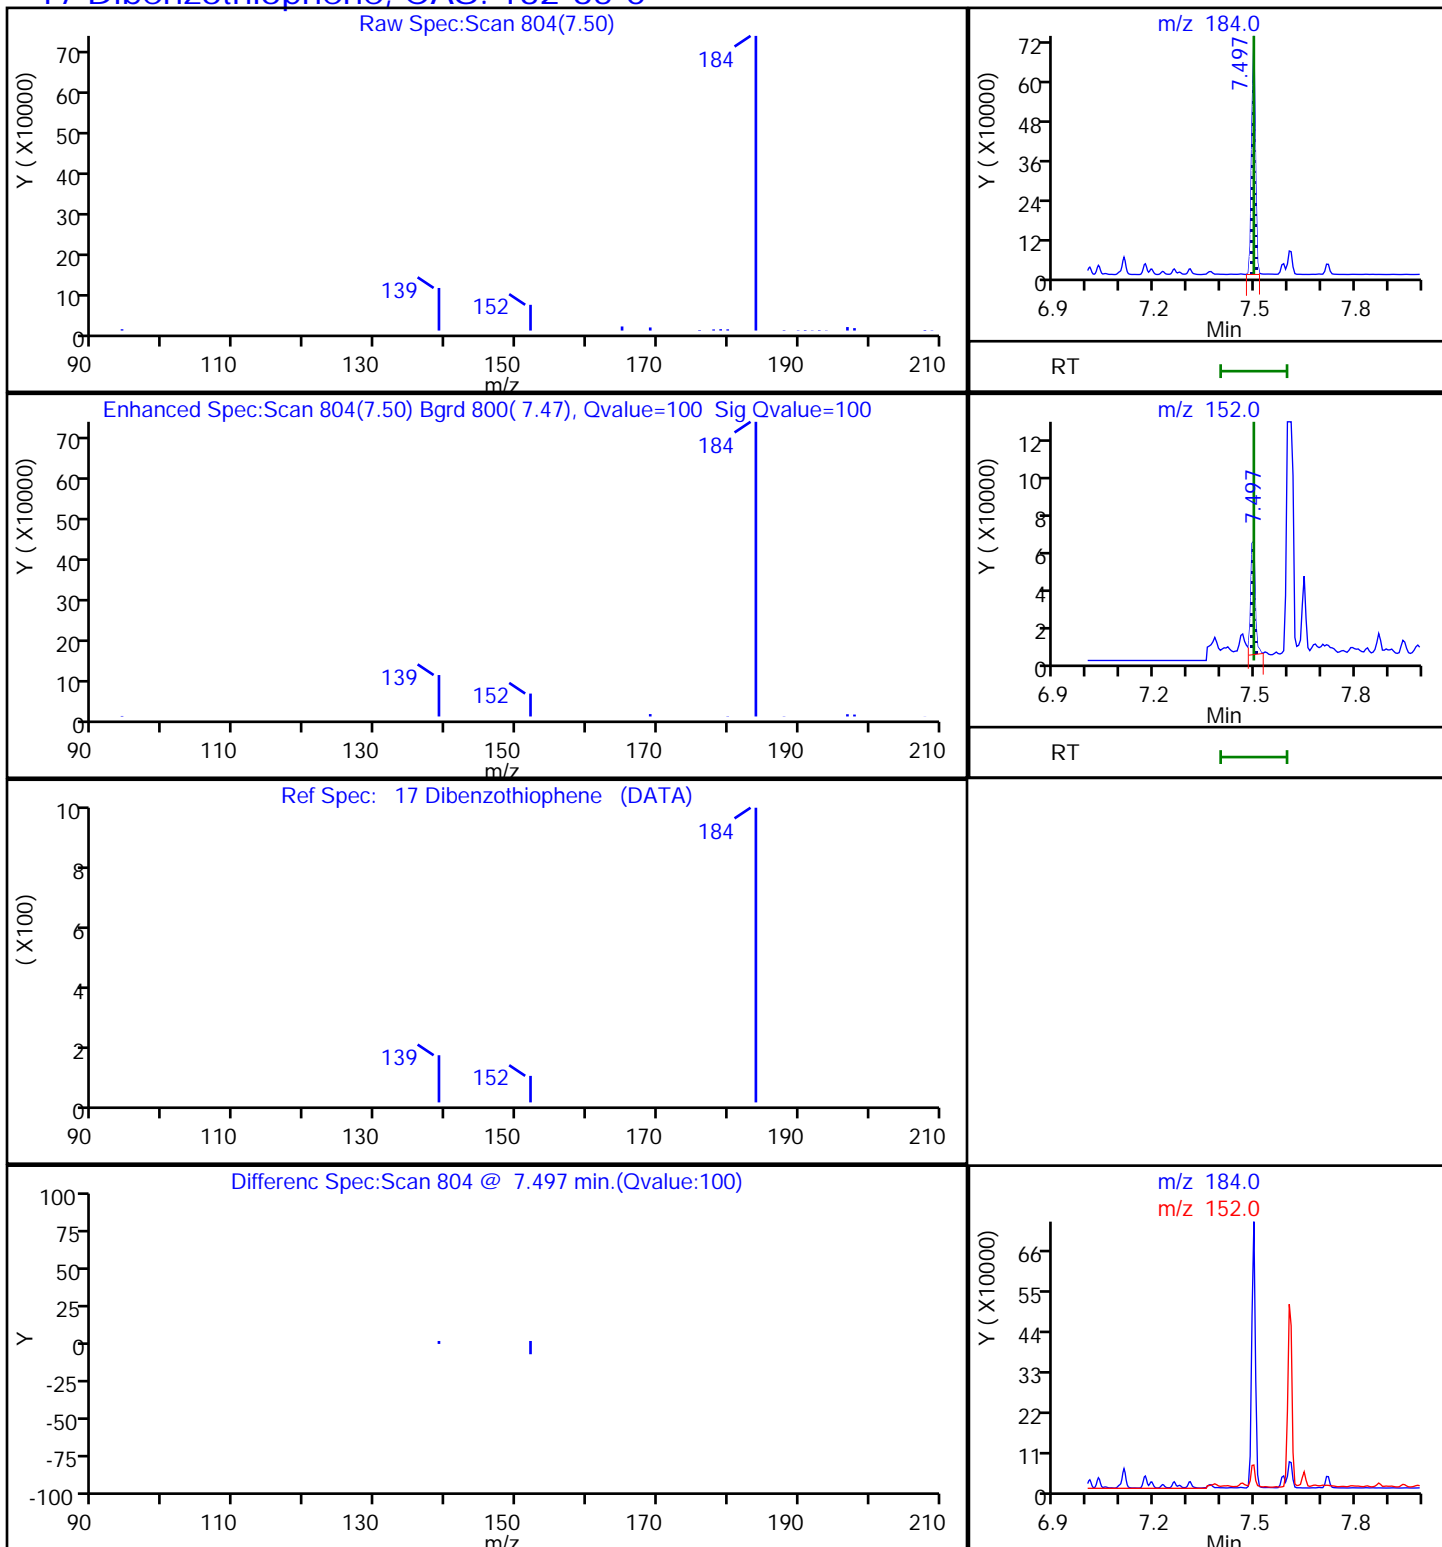 17 Dibenzothiophene, CAS: 132-65-0
Raw Spec:Scan 804(7.50)
Y ( X10000)
70
60
50
40
30
20
10
0
184
139
152
90 110 130 150 170 190 210
m/z
m/z 184.0
Y ( X10000)
72
60
48
36
24
12
0
7.497
6.9 7.2 7.5 7.8
Min
RT
Enhanced Spec:Scan 804(7.50) Bgrd 800( 7.47), Qvalue=100 Sig Qvalue=100
Y ( X10000)
70
60
50
40
30
20
10
0
184
139
152
90 110 130 150 170 190 210
m/z
m/z 152.0
Y ( X10000)
12
10
8
6
4
2
0
7.497
6.9 7.2 7.5 7.8
Min
RT
Ref Spec: 17 Dibenzothiophene (DATA)
( X100)
10
8
6
4
2
0
184
139
152
90 110 130 150 170 190 210
Differenc Spec:Scan 804 @ 7.497 min.(Qvalue:100)
Y
100
75
50
25
0
-25
-50
-75
-100
90 110 130 150 170 190 210
m/z
m/z 184.0
m/z 152.0
Y ( X10000)
66
55
44
33
22
11
0
6.9 7.2 7.5 7.8
Min